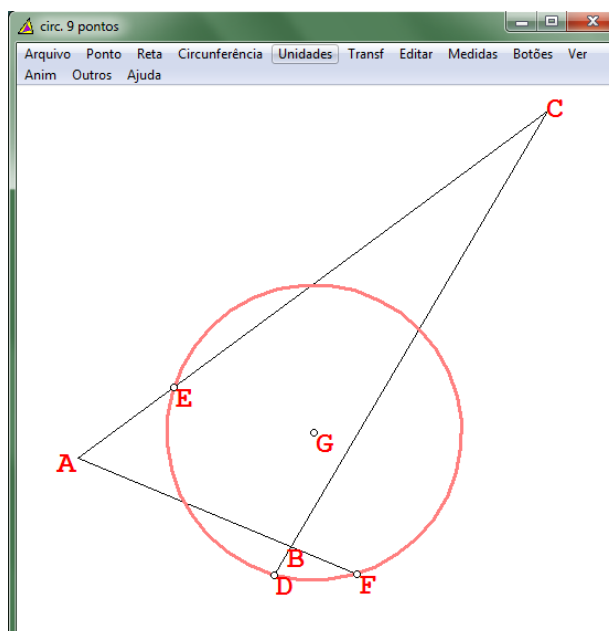 circ. 9 pontos
Arquivo Ponto Reta Circunferência Unidades Transf Editar Medidas Botões Ver
Anim Outros Ajuda
C
E
G
A
B
D
F